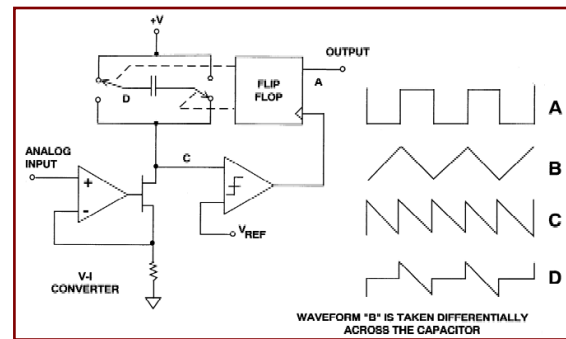 +V
OUTPUT
A
FLIP
FLOP
D
ANALOG
INPUT
+
-
C
VREF
V-I
CONVERTER
A
B
C
D
WAVEFORM "B" IS TAKEN DIFFERENTIALLY
ACROSS THE CAPACITOR